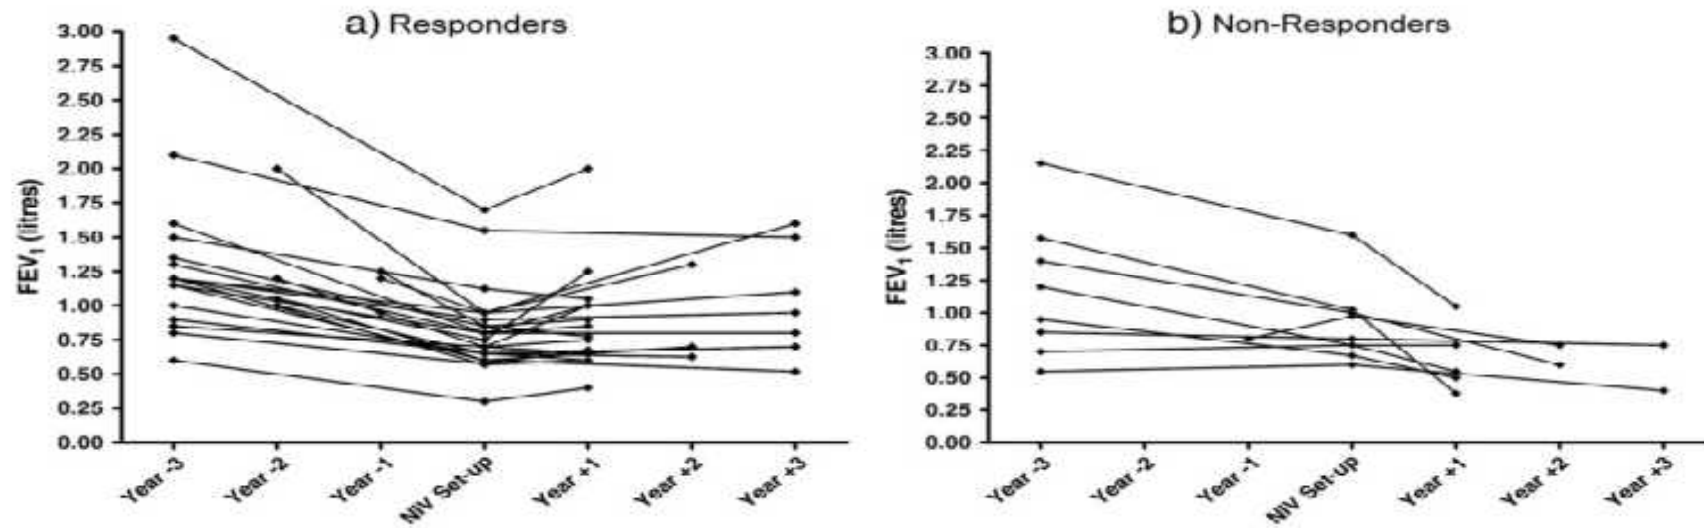 a) Responders
FEV1 (litres)
3.00
2.75
2.50
2.25
2.00
1.75
1.50
1.25
1.00
0.75
0.50
0.25
0.00
Year -3
Year -2
Year -1
NIV Set-up
Year +1
Year +2
Year +3
b) Non-Responders
FEV1 (litres)
3.00
2.75
2.50
2.25
2.00
1.75
1.50
1.25
1.00
0.75
0.50
0.25
0.00
Year -3
Year -2
Year -1
NIV Set-up
Year +1
Year +2
Year +3